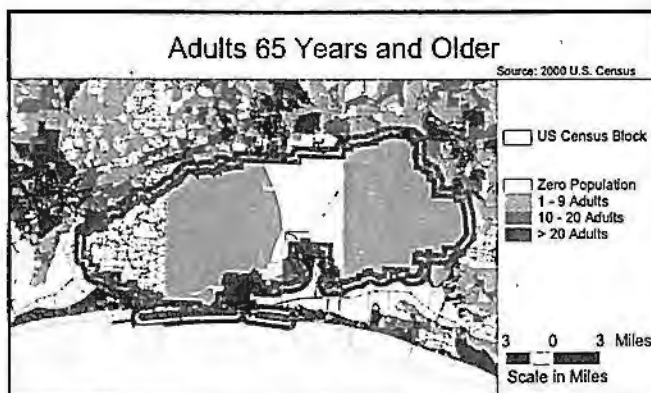 Adults 65 Years and Older
Source: 2000 U.S. Census
US Census Block
Zero Population
1 - 9 Adults
10 - 20 Adults
> 20 Adults
3 0 3 Miles
Scale in Miles